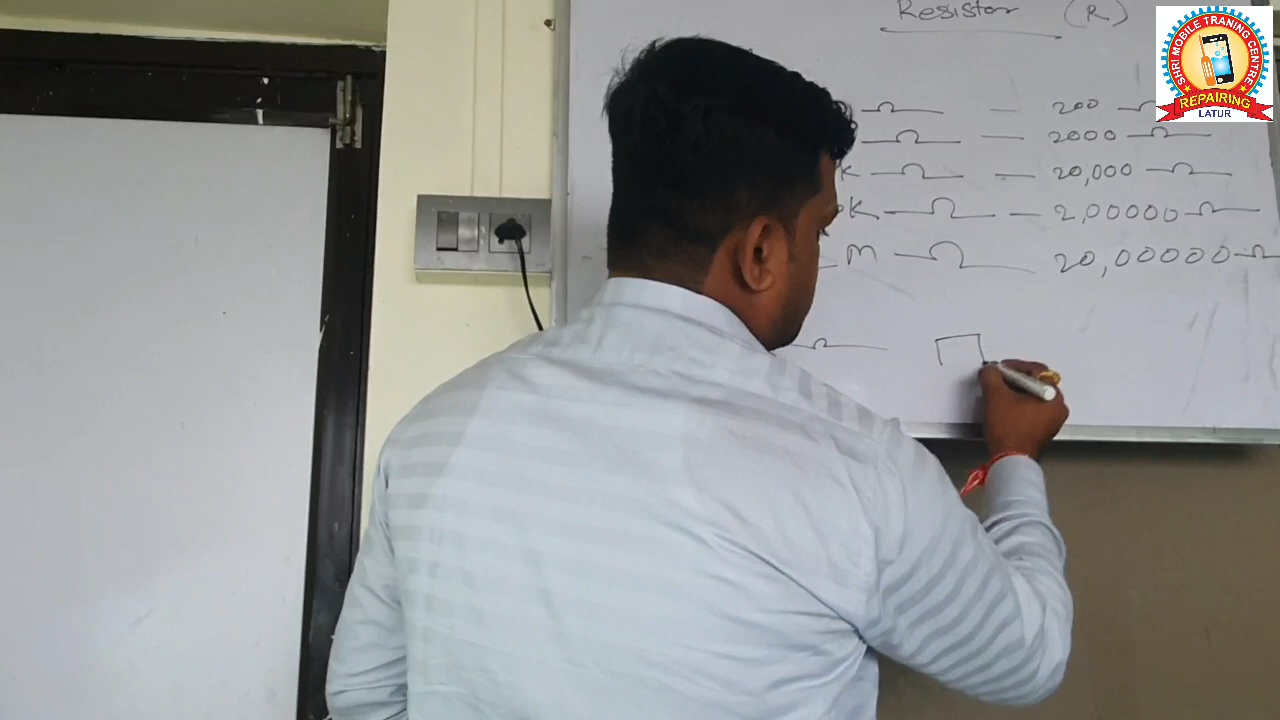 Resistor (R)
Ω — 200 Ω
Ω — 2000 Ω
K Ω — 20,000 Ω
K Ω — 2,00000 Ω
M Ω — 20,00000 Ω
Ω
SHRI MOBILE TRANING CENTRE
REPAIRING
LATUR